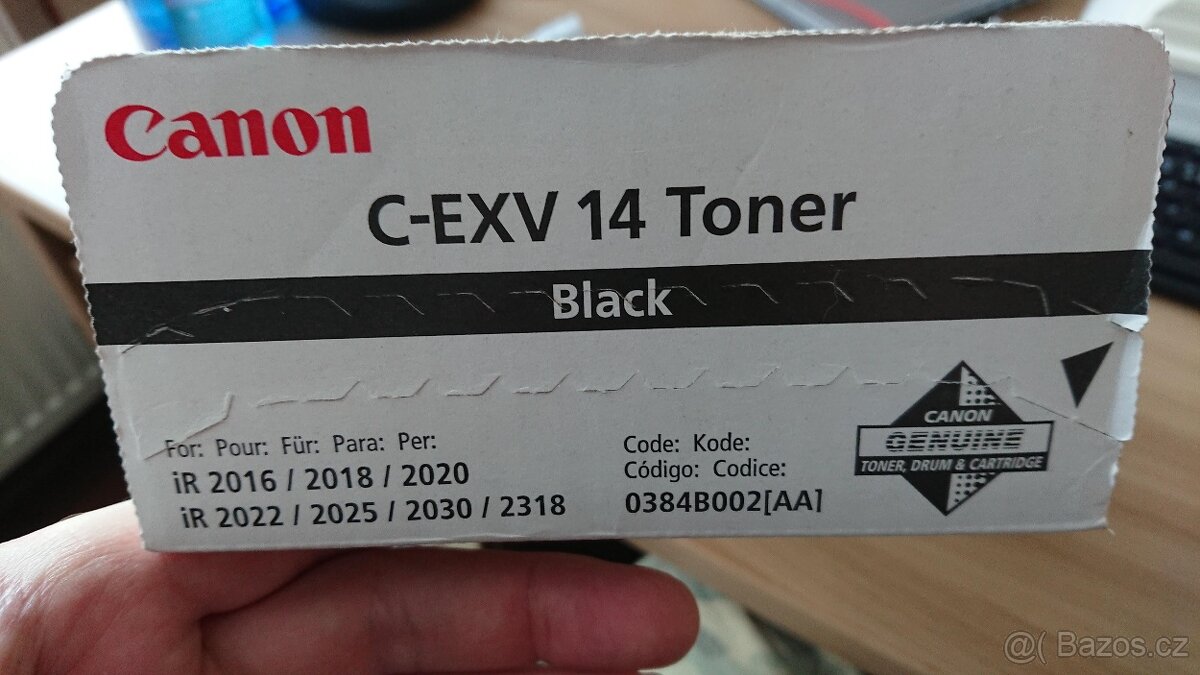 Canon
C-EXV 14 Toner
Black
For: Pour: Für: Para: Per:
iR 2016 / 2018 / 2020
iR 2022 / 2025 / 2030 / 2318
Code: Kode:
Código: Codice:
0384B002[AA]
CANON
GENUINE
TONER, DRUM & CARTRIDGE
@( Bazos.cz